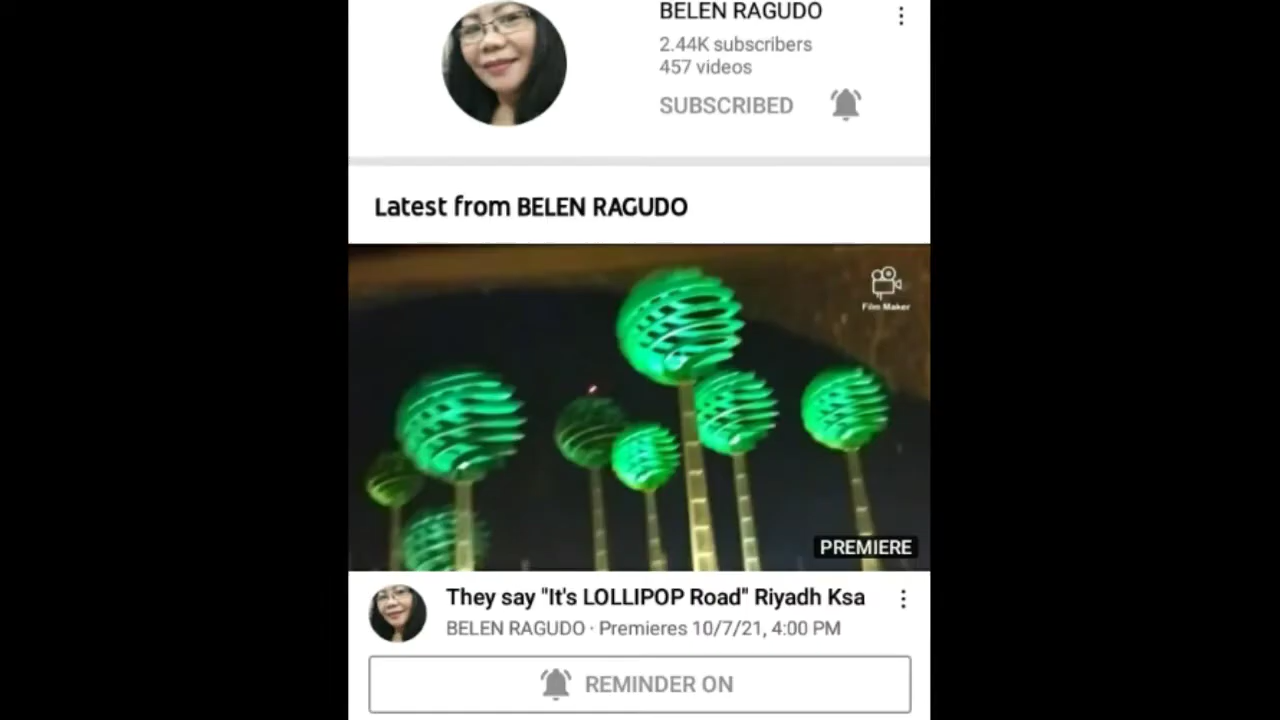 BELEN RAGUDO
2.44K subscribers
457 videos
SUBSCRIBED
Latest from BELEN RAGUDO
Film Maker
PREMIERE
They say "It's LOLLIPOP Road" Riyadh Ksa
BELEN RAGUDO · Premieres 10/7/21, 4:00 PM
REMINDER ON